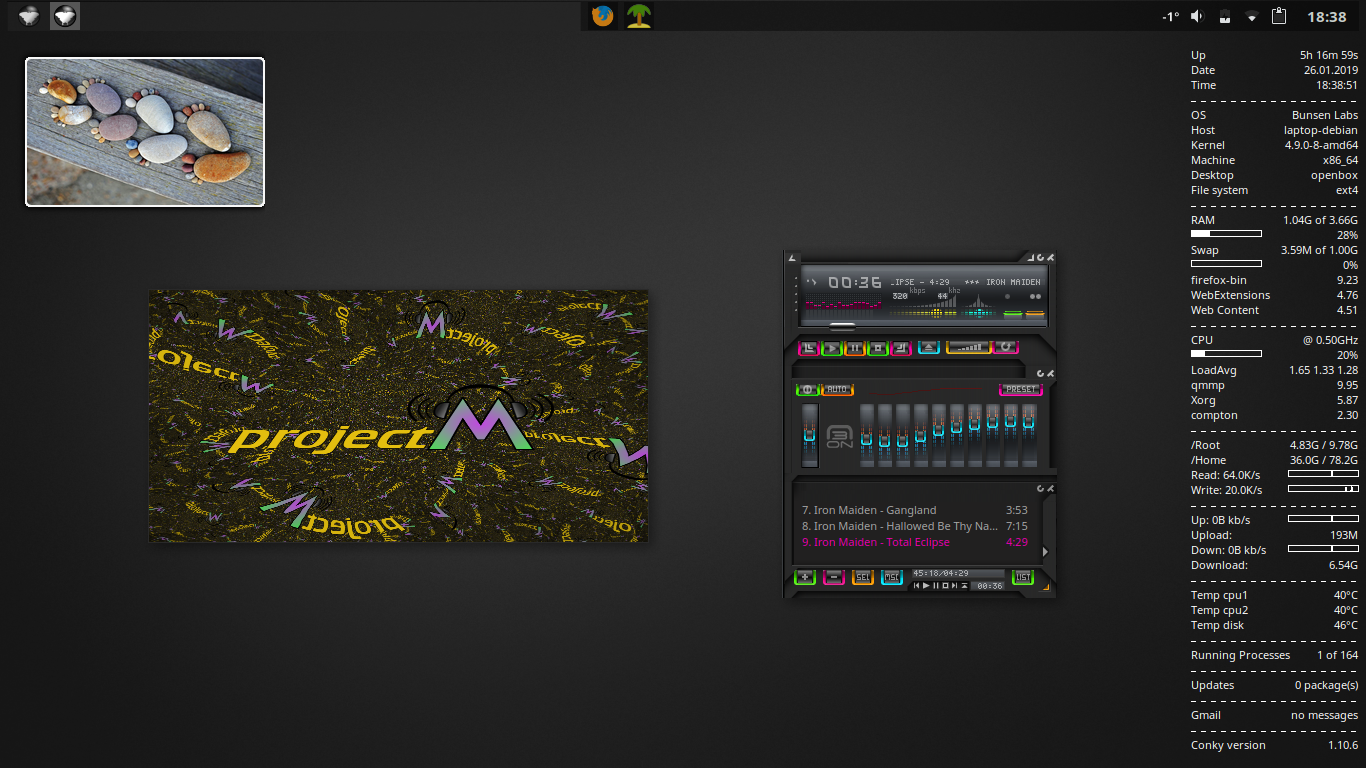 -1° 18:38
Up 5h 16m 59s
Date 26.01.2019
Time 18:38:51
OS Bunsen Labs
Host laptop-debian
Kernel 4.9.0-8-amd64
Machine x86_64
Desktop openbox
File system ext4
RAM 1.04G of 3.66G
28%
Swap 3.59M of 1.00G
0%
firefox-bin 9.23
WebExtensions 4.76
Web Content 4.51
CPU @ 0.50GHz
20%
LoadAvg 1.65 1.33 1.28
qmmp 9.95
Xorg 5.87
compton 2.30
/Root 4.83G / 9.78G
/Home 36.0G / 78.2G
Read: 64.0K/s
Write: 20.0K/s
Up: 0B kb/s
Upload: 193M
Down: 0B kb/s
Download: 6.54G
Temp cpu1 40°C
Temp cpu2 40°C
Temp disk 46°C
Running Processes 1 of 164
Updates 0 package(s)
Gmail no messages
Conky version 1.10.6
projectM
00:36 LIPSE - 4:29 *** IRON MAIDEN
320 kbps 44 khz
AUTO PRESET
ON
7. Iron Maiden - Gangland 3:53
8. Iron Maiden - Hallowed Be Thy Na... 7:15
9. Iron Maiden - Total Eclipse 4:29
+ - SEL MSC 45:18/04:29 LIST
00:36